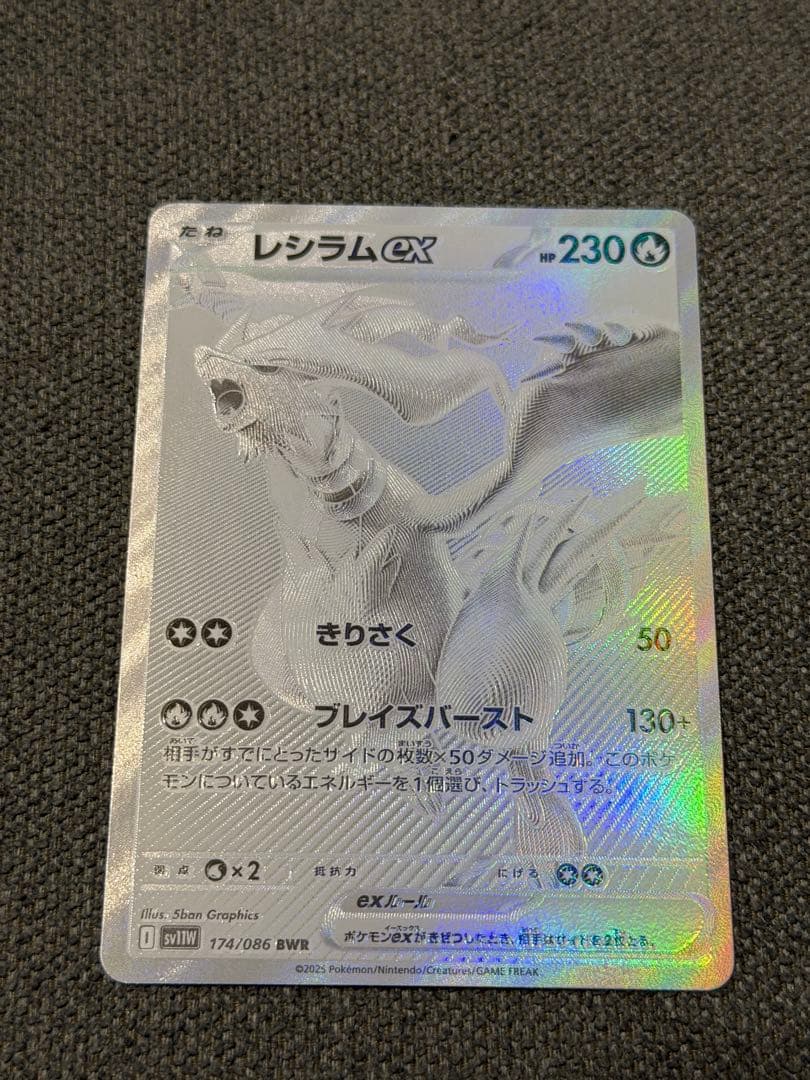 たね レシラムex HP 230
きりさく 50
ブレイズバースト 130+
相手がすでにとったサイドの枚数×50ダメージ追加。このポケ
モンについているエネルギーを1個選び、トラッシュする。
弱点 ×2 抵抗力 にげる
exルール
ポケモンexがきぜつしたとき、相手はサイドを2枚とる。
Illus. 5ban Graphics
I sv11W 174/086 BWR
©2025 Pokémon/Nintendo/Creatures/GAME FREAK